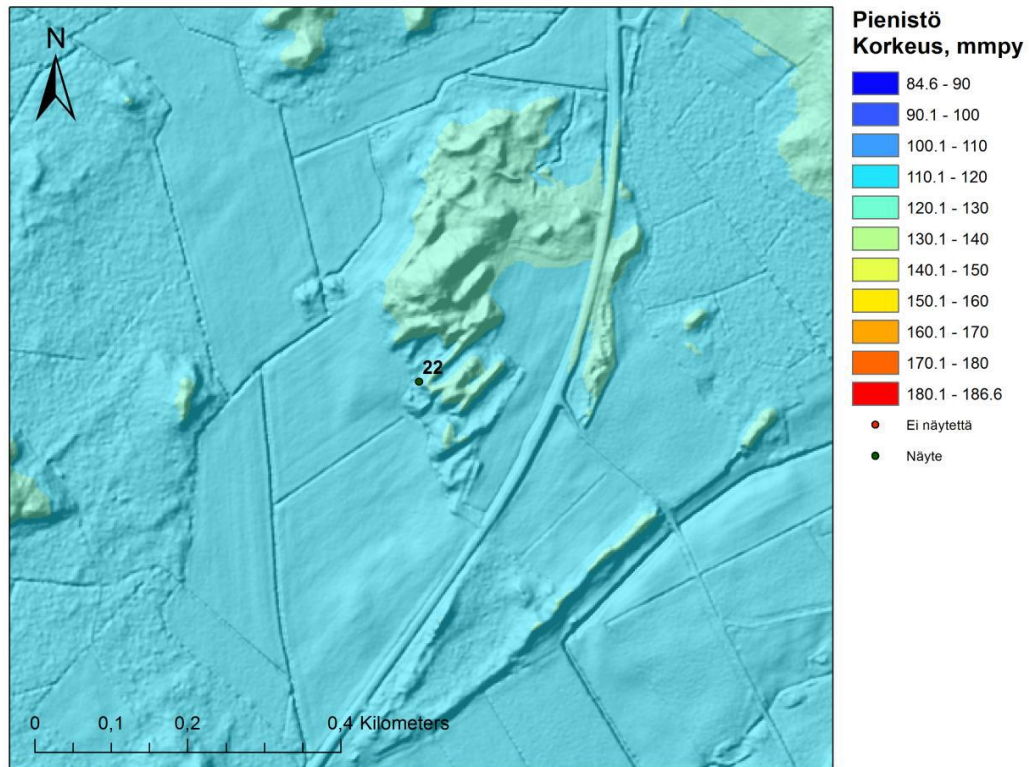 N
22
0 0,1 0,2 0,4 Kilometers
Pienistö
Korkeus, mmpy
84.6 - 90
90.1 - 100
100.1 - 110
110.1 - 120
120.1 - 130
130.1 - 140
140.1 - 150
150.1 - 160
160.1 - 170
170.1 - 180
180.1 - 186.6
Ei näytettä
Näyte